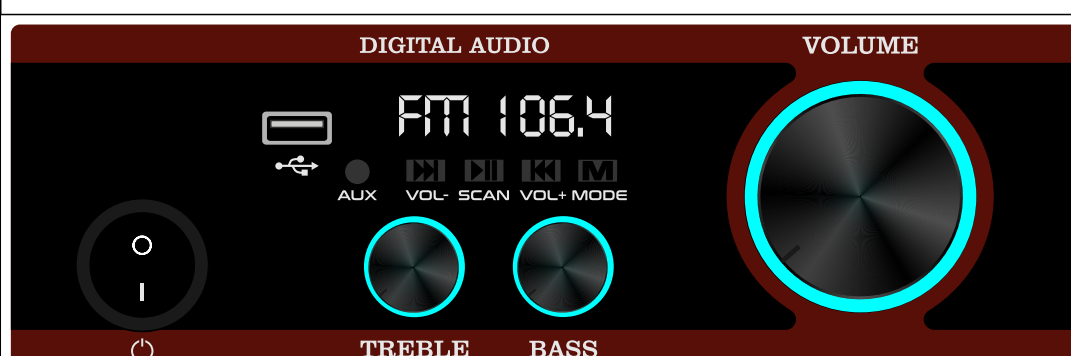 DIGITAL AUDIO
VOLUME
FM 106.4
M
AUX VOL- SCAN VOL+ MODE
O
I
TREBLE BASS